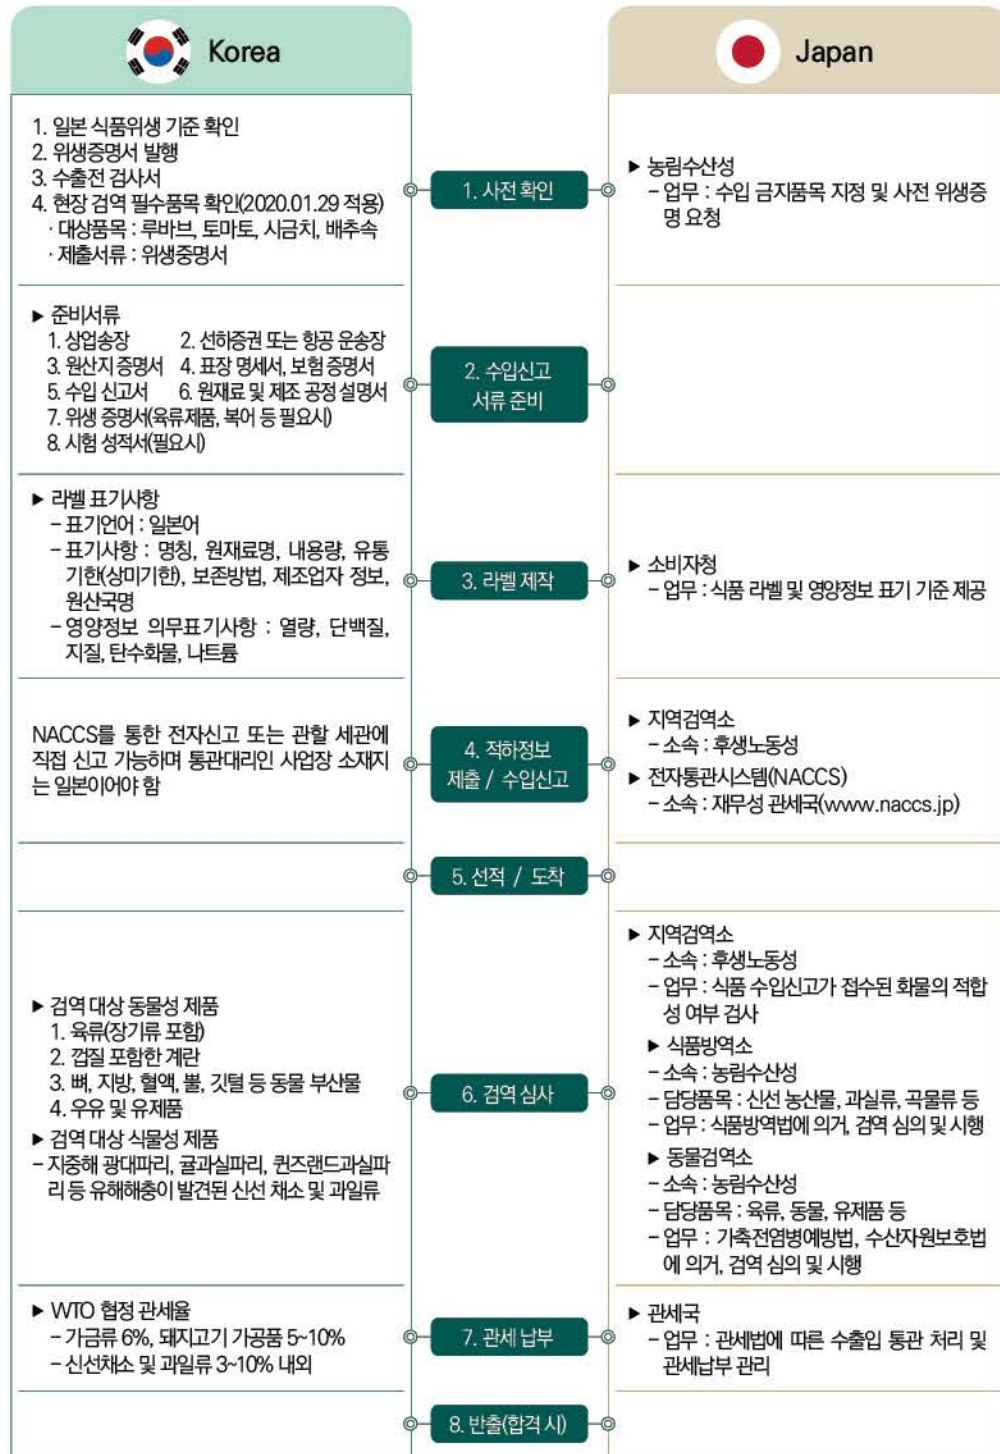 Korea
Japan
1. 일본 식품위생 기준 확인
2. 위생증명서 발행
3. 수출전 검사서
4. 현장 검역 필수품목 확인(2020.01.29 적용)
· 대상품목 : 루바브, 토마토, 시금치, 배추속
· 제출서류 : 위생증명서
1. 사전 확인
▶ 농림수산성
– 업무 : 수입 금지품목 지정 및 사전 위생증
명 요청
▶ 준비서류
1. 상업송장 2. 선하증권 또는 항공 운송장
3. 원산지 증명서 4. 표장 명세서, 보험 증명서
5. 수입 신고서 6. 원재료 및 제조 공정 설명서
7. 위생 증명서(육류제품, 복어 등 필요시)
8. 시험 성적서(필요시)
2. 수입신고
서류 준비
▶ 라벨 표기사항
– 표기언어 : 일본어
– 표기사항 : 명칭, 원재료명, 내용량, 유통
기한(상미기한), 보존방법, 제조업자 정보,
원산국명
– 영양정보 의무표기사항 : 열량, 단백질,
지질, 탄수화물, 나트륨
3. 라벨 제작
▶ 소비자청
– 업무 : 식품 라벨 및 영양정보 표기 기준 제공
NACCS를 통한 전자신고 또는 관할 세관에
직접 신고 가능하며 통관대리인 사업장 소재지
는 일본이어야 함
4. 적하정보
제출 / 수입신고
▶ 지역검역소
– 소속 : 후생노동성
▶ 전자통관시스템(NACCS)
– 소속 : 재무성 관세국(www.naccs.jp)
5. 선적 / 도착
▶ 검역 대상 동물성 제품
1. 육류(장기류 포함)
2. 껍질 포함한 계란
3. 뼈, 지방, 혈액, 뿔, 깃털 등 동물 부산물
4. 우유 및 유제품
▶ 검역 대상 식물성 제품
– 지중해 광대파리, 귤과실파리, 퀸즈랜드과실파
리 등 유해해충이 발견된 신선 채소 및 과일류
6. 검역 심사
▶ 지역검역소
– 소속 : 후생노동성
– 업무 : 식품 수입신고가 접수된 화물의 적합
성 여부 검사
▶ 식품방역소
– 소속 : 농림수산성
– 담당품목 : 신선 농산물, 과실류, 곡물류 등
– 업무 : 식품방역법에 의거, 검역 심의 및 시행
▶ 동물검역소
– 소속 : 농림수산성
– 담당품목 : 육류, 동물, 유제품 등
– 업무 : 가축전염병예방법, 수산자원보호법
에 의거, 검역 심의 및 시행
▶ WTO 협정 관세율
– 가금류 6%, 돼지고기 가공품 5~10%
– 신선채소 및 과일류 3~10% 내외
7. 관세 납부
▶ 관세국
– 업무 : 관세법에 따른 수출입 통관 처리 및
관세납부 관리
8. 반출(합격 시)